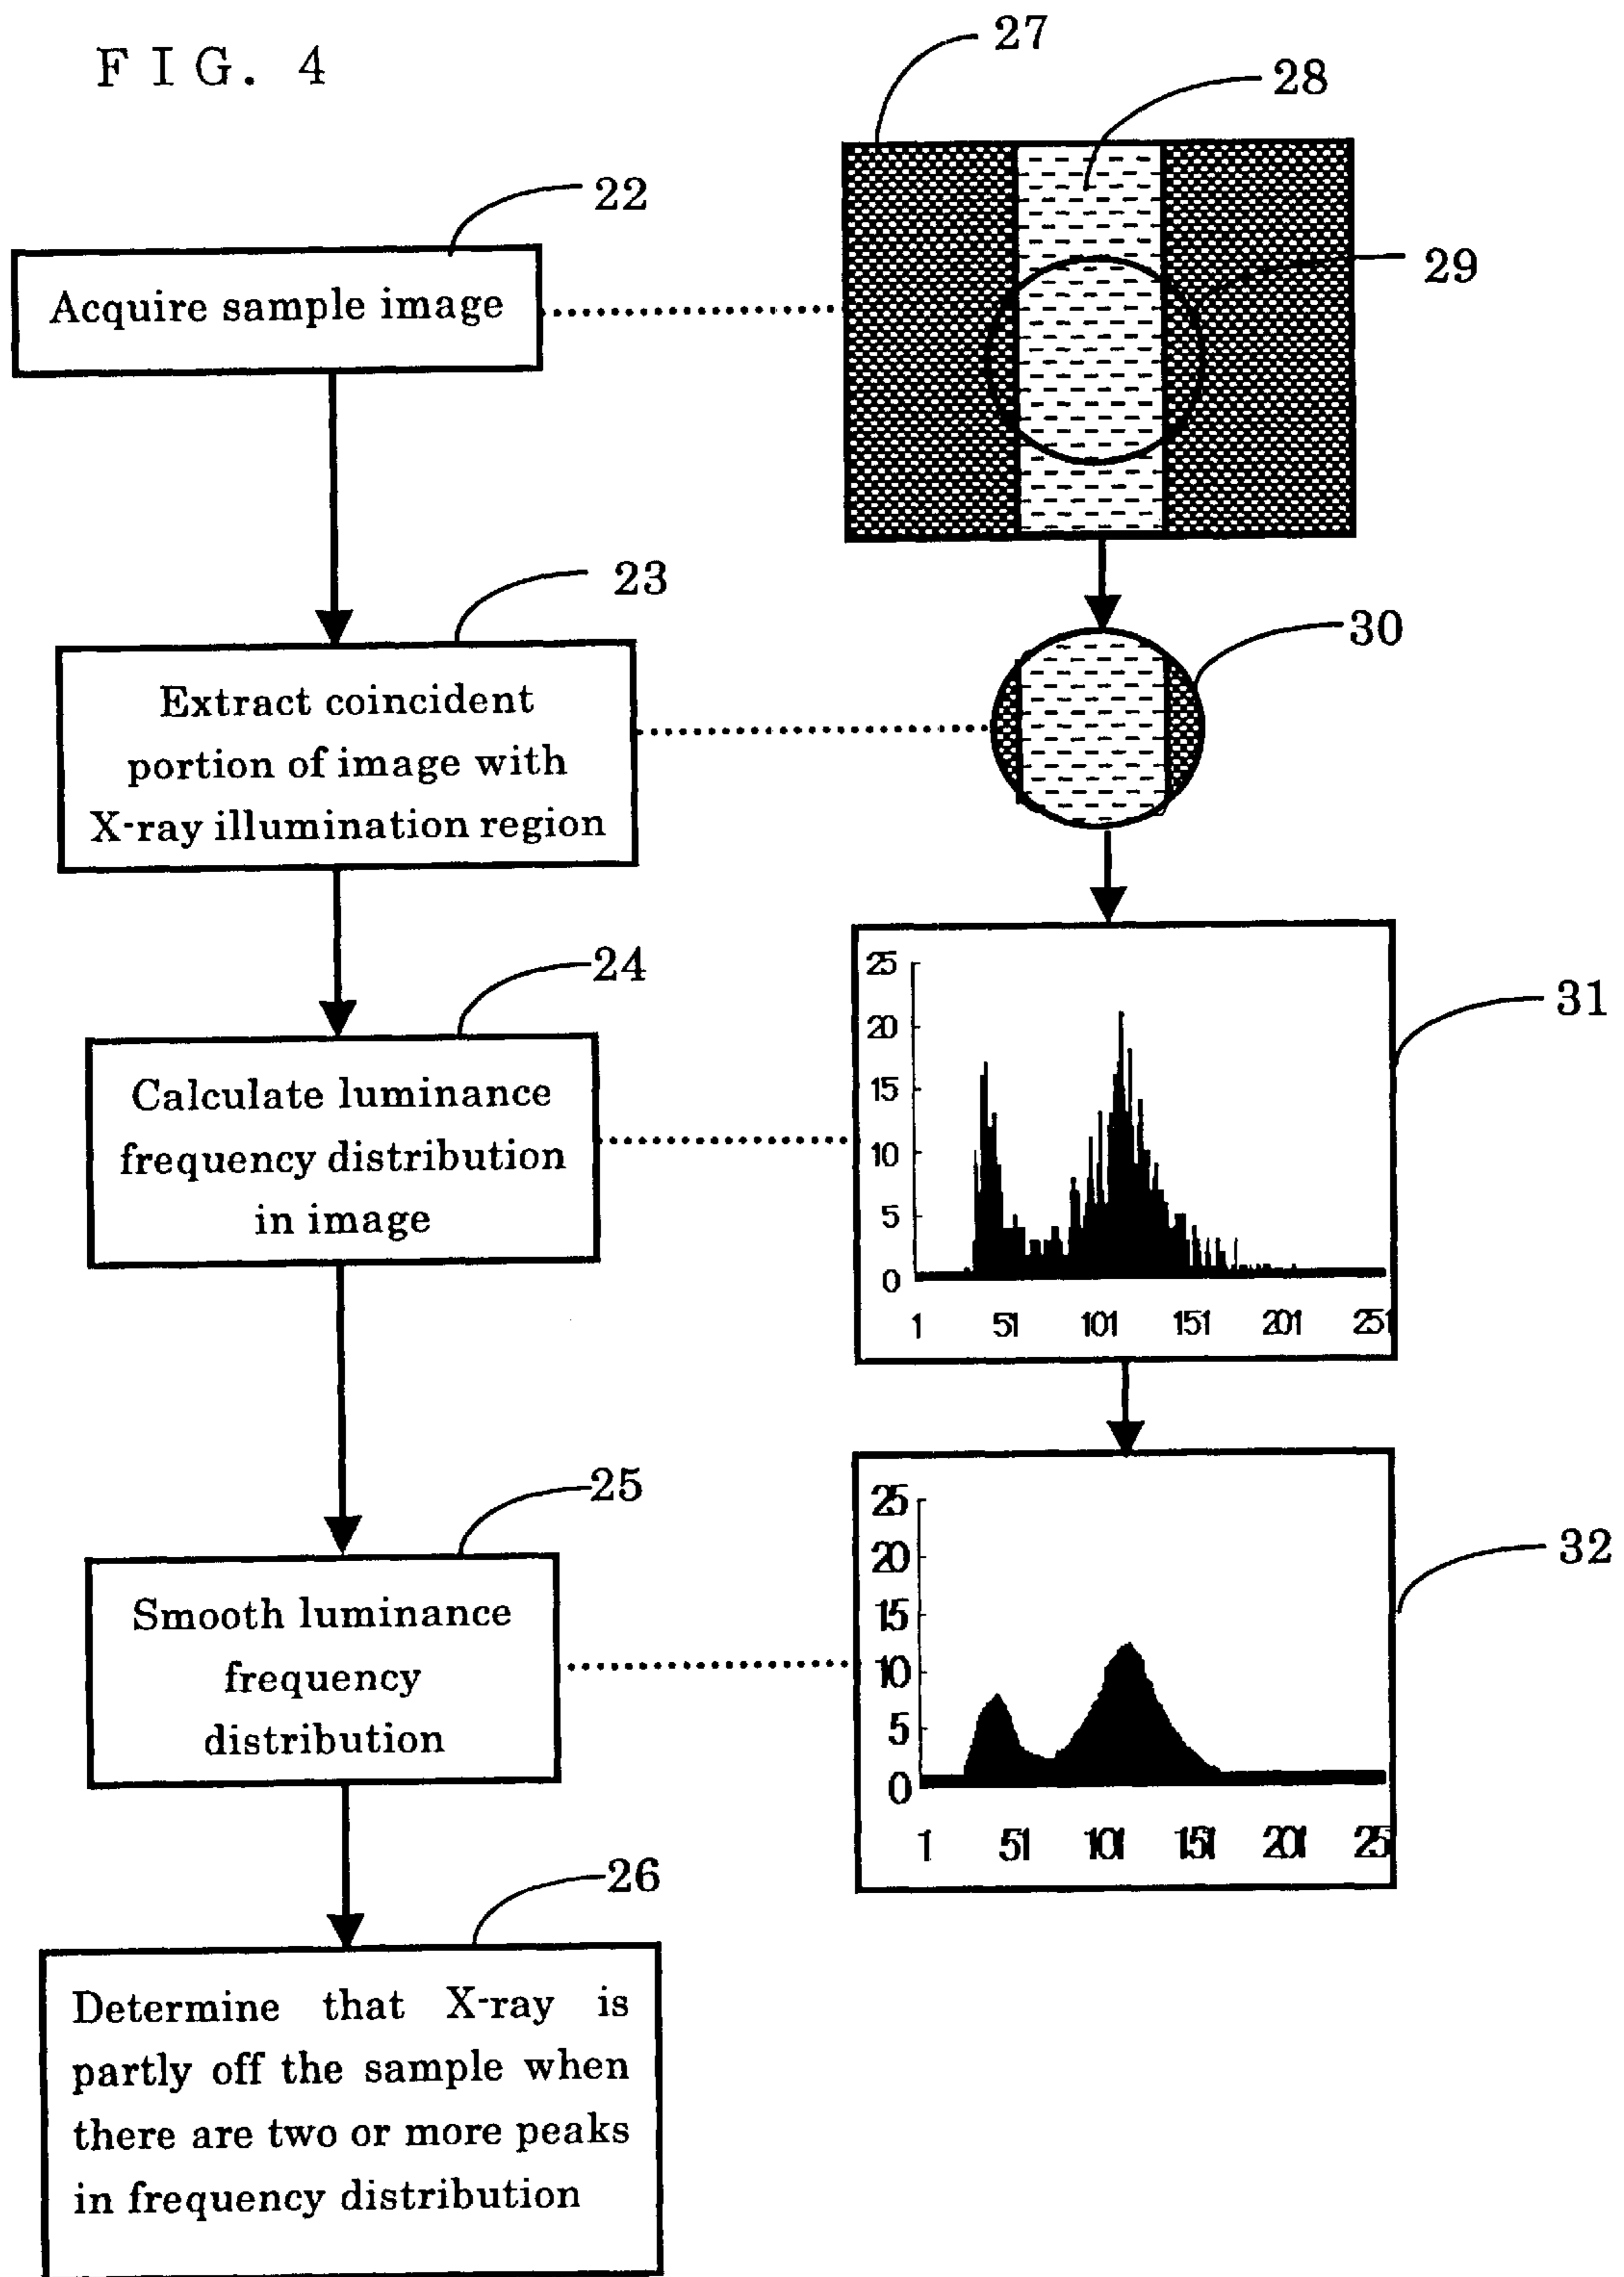 FIG. 4
27
28
22
29
Acquire sample image
23
30
Extract coincident
portion of image with
X-ray illumination region
24
31
Calculate luminance
frequency distribution
in image
25
20
15
10
5
0
1 51 101 151 201 251
25
32
Smooth luminance
frequency
distribution
25
20
15
10
5
0
1 51 101 151 201 25
26
Determine that X-ray is
partly off the sample when
there are two or more peaks
in frequency distribution